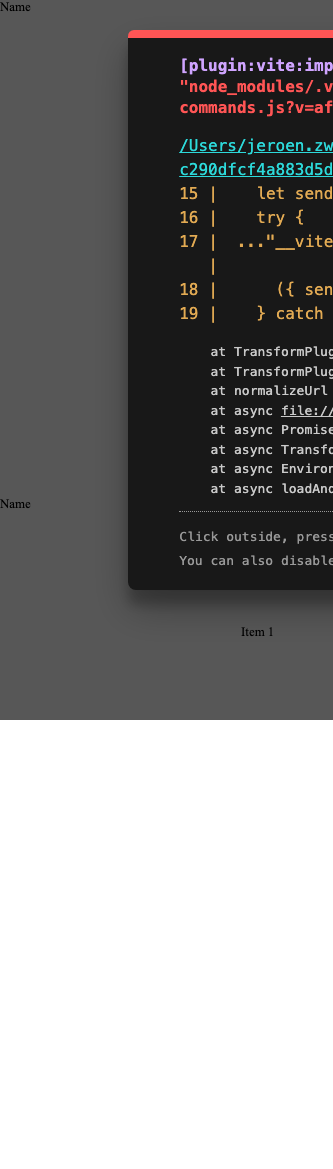 Name
[plugin:vite:imp
"node_modules/.v
commands.js?v=af
/Users/jeroen.zw
c290dfcf4a883d5d
15 |    let send
16 |    try {
17 |  ..."__vite
   |
18 |      ({ sen
19 |    } catch
at TransformPlug
at TransformPlug
at normalizeUrl
at async file://
at async Promise
at async Transfo
at async Environ
at async loadAnd
Name
Click outside, press
You can also disable
Item 1